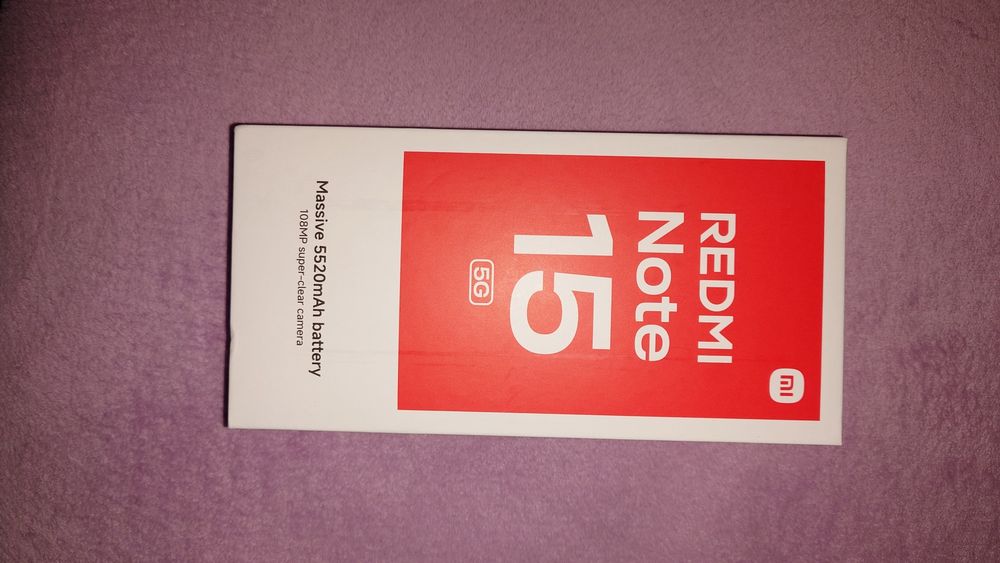 mi
REDMI
Note
15
5G
Massive 5520mAh battery
108MP super-clear camera